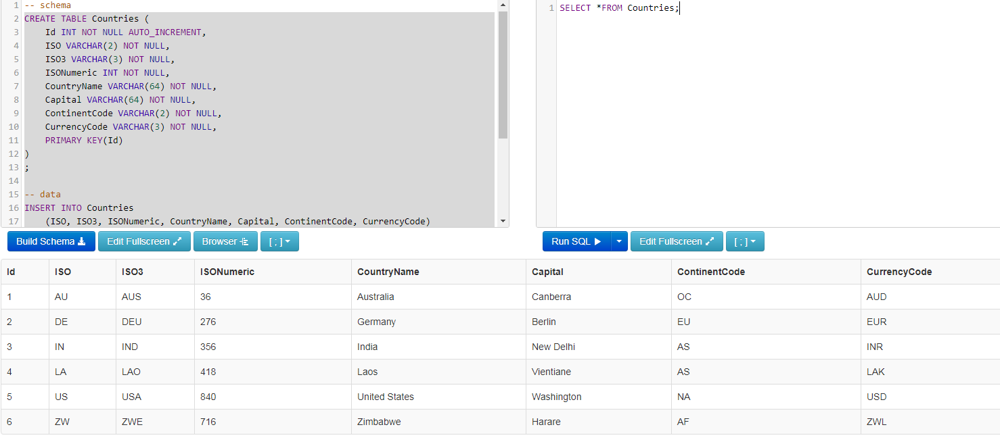 1 -- schema
2 CREATE TABLE Countries (
3 Id INT NOT NULL AUTO_INCREMENT,
4 ISO VARCHAR(2) NOT NULL,
5 ISO3 VARCHAR(3) NOT NULL,
6 ISONumeric INT NOT NULL,
7 CountryName VARCHAR(64) NOT NULL,
8 Capital VARCHAR(64) NOT NULL,
9 ContinentCode VARCHAR(2) NOT NULL,
10 CurrencyCode VARCHAR(3) NOT NULL,
11 PRIMARY KEY(Id)
12 )
13 ;
14
15 -- data
16 INSERT INTO Countries
17 (ISO, ISO3, ISONumeric, CountryName, Capital, ContinentCode, CurrencyCode)
1 SELECT *FROM Countries;
Build Schema Edit Fullscreen Browser [ ; ]
Run SQL Edit Fullscreen [ ; ]
Id ISO ISO3 ISONumeric CountryName Capital ContinentCode CurrencyCode
1 AU AUS 36 Australia Canberra OC AUD
2 DE DEU 276 Germany Berlin EU EUR
3 IN IND 356 India New Delhi AS INR
4 LA LAO 418 Laos Vientiane AS LAK
5 US USA 840 United States Washington NA USD
6 ZW ZWE 716 Zimbabwe Harare AF ZWL